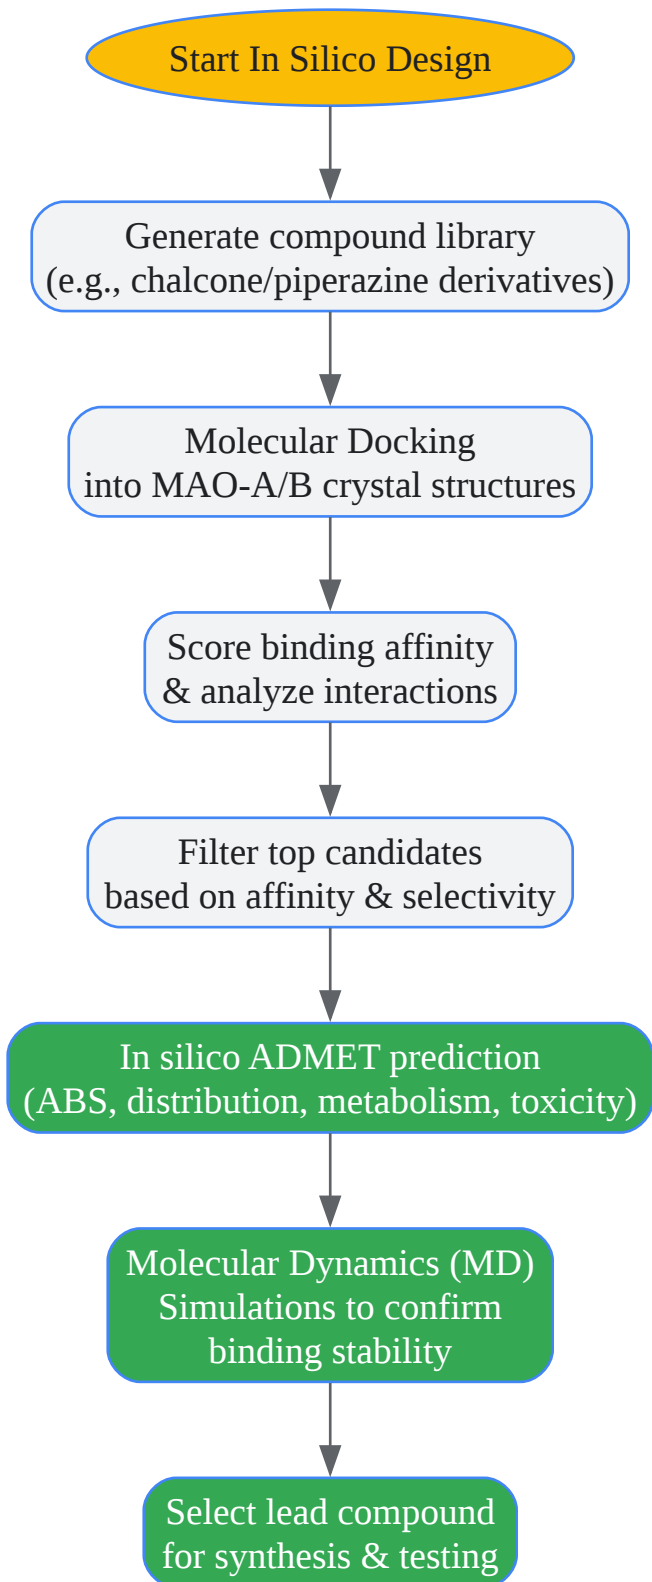 Start In Silico Design
Generate compound library
(e.g., chalcone/piperazine derivatives)
Molecular Docking
into MAO-A/B crystal structures
Score binding affinity
& analyze interactions
Filter top candidates
based on affinity & selectivity
In silico ADMET prediction
(ABS, distribution, metabolism, toxicity)
Molecular Dynamics (MD)
Simulations to confirm
binding stability
Select lead compound
for synthesis & testing